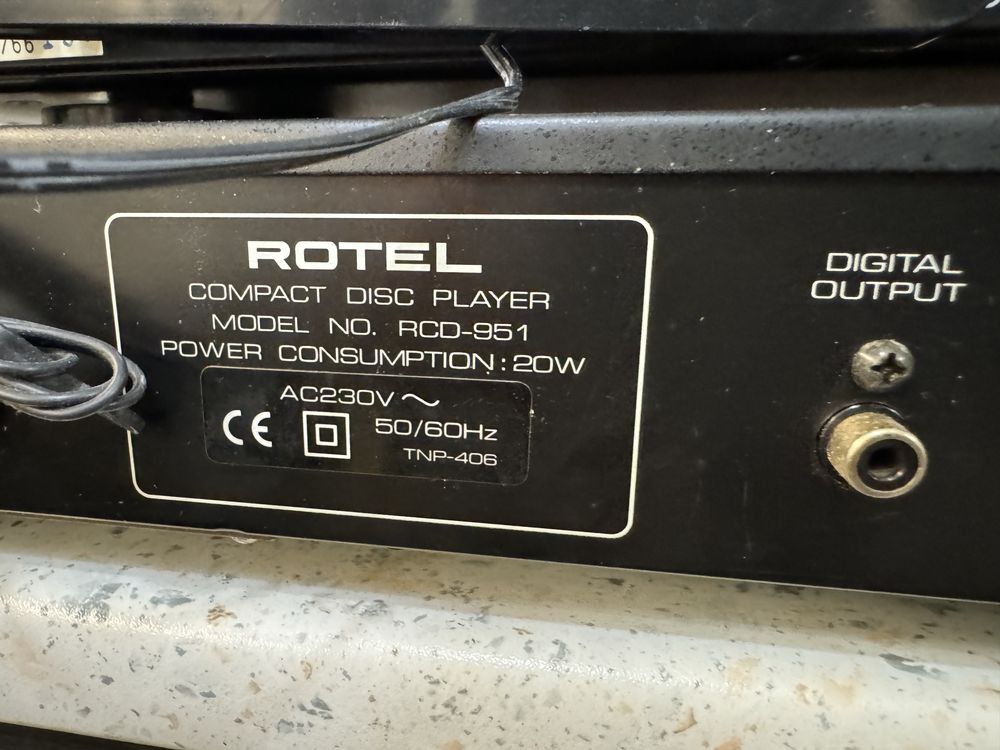 ROTEL
COMPACT DISC PLAYER
MODEL NO. RCD-951
POWER CONSUMPTION : 20W
AC230V ~
CE
50/60Hz
TNP-406
DIGITAL
OUTPUT